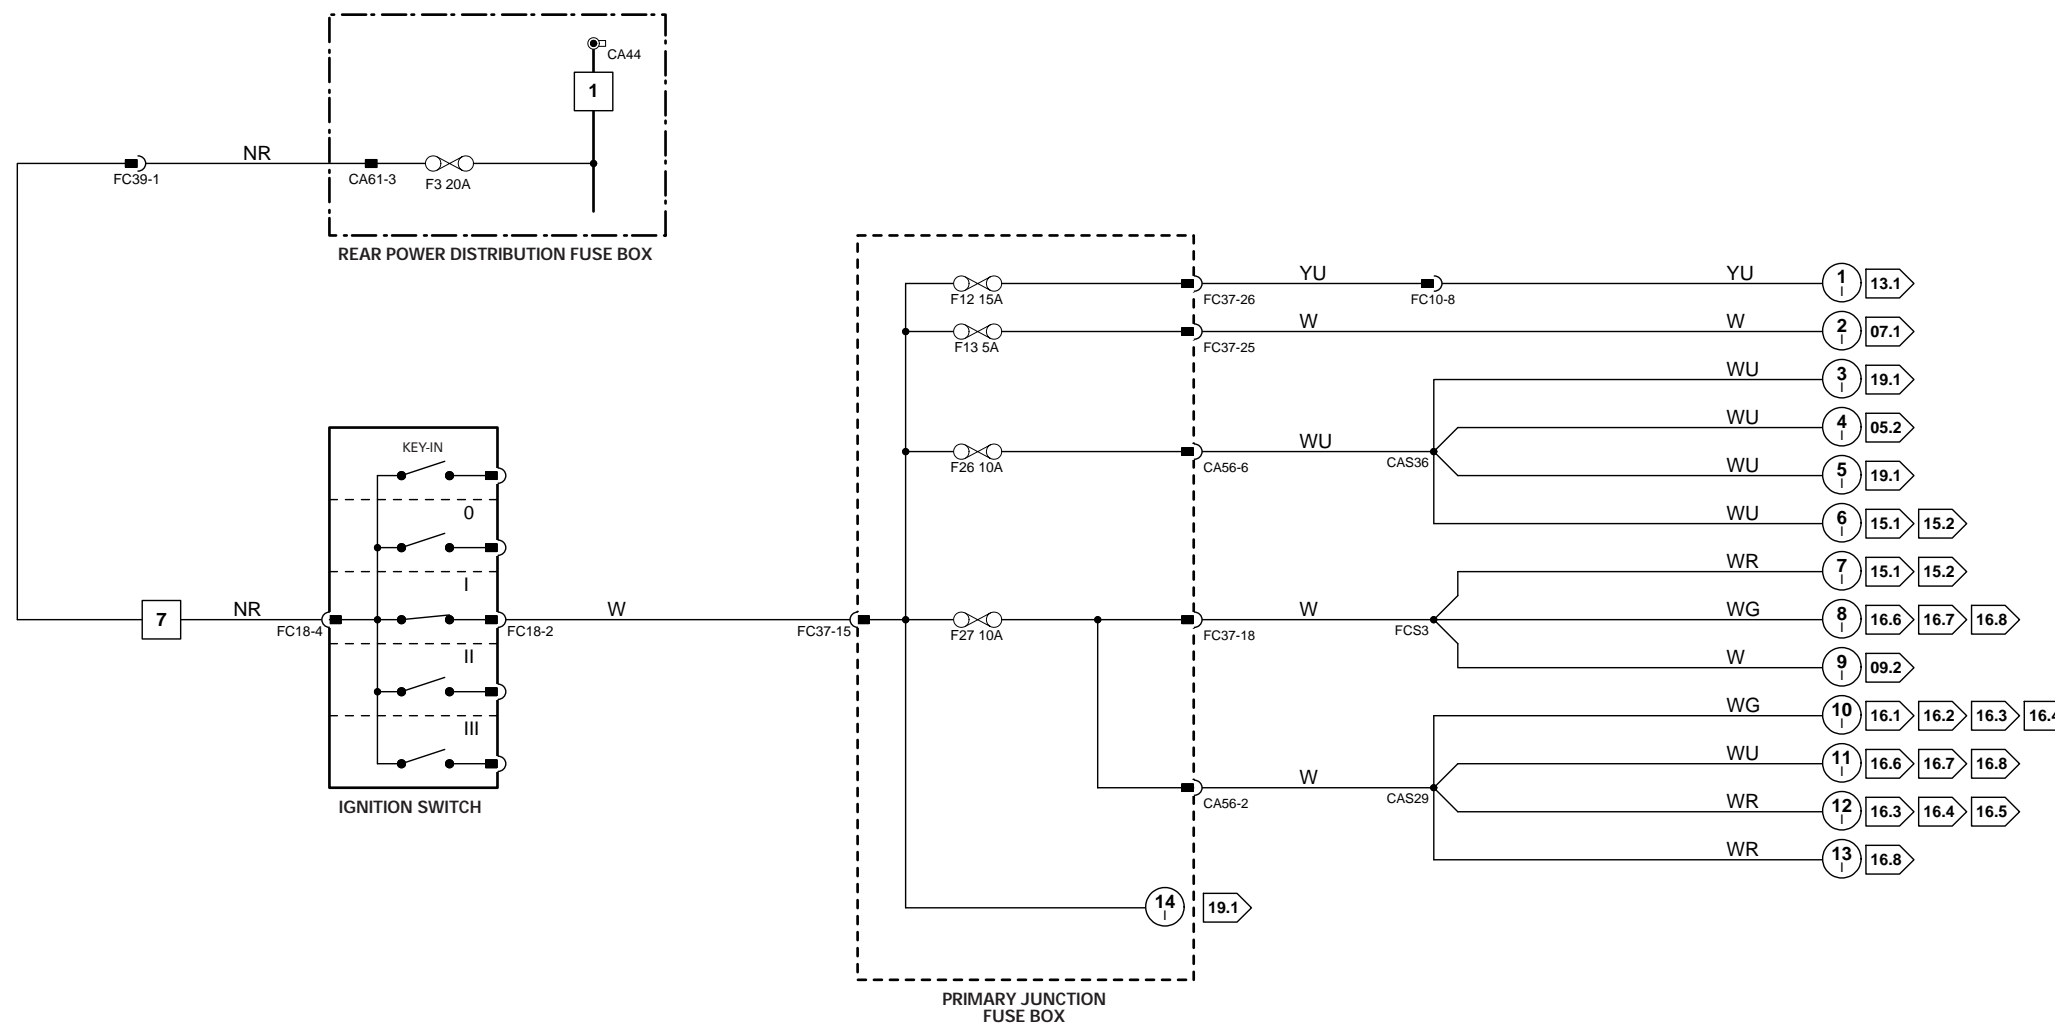 CA44
1
NR
FC39-1
CA61-3
F3 20A
REAR POWER DISTRIBUTION FUSE BOX
F12 15A
FC37-26
YU
FC10-8
YU
1
I
13.1
F13 5A
FC37-25
W
W
2
I
07.1
WU
3
I
19.1
WU
4
I
05.2
F26 10A
CA56-6
WU
CAS36
WU
5
I
19.1
WU
6
I
15.1
15.2
KEY-IN
0
I
II
III
7
NR
FC18-4
FC18-2
W
FC37-15
IGNITION SWITCH
F27 10A
FC37-18
W
FCS3
WR
7
I
15.1
15.2
WG
8
I
16.6
16.7
16.8
W
9
I
09.2
WG
10
I
16.1
16.2
16.3
16.4
CA56-2
W
CAS29
WU
11
I
16.6
16.7
16.8
WR
12
I
16.3
16.4
16.5
WR
13
I
16.8
14
I
19.1
PRIMARY JUNCTION
FUSE BOX